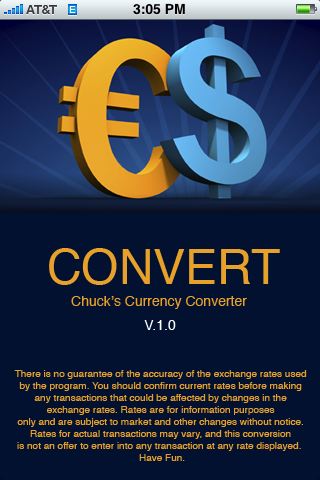 AT&T E 3:05 PM
€$
CONVERT
Chuck's Currency Converter
V.1.0
There is no guarantee of the accuracy of the exchange rates used
by the program. You should confirm current rates before making
any transactions that could be affected by changes in the
exchange rates. Rates are for information purposes
only and are subject to market and other changes without notice.
Rates for actual transactions may vary, and this conversion
is not an offer to enter into any transaction at any rate displayed.
Have Fun.